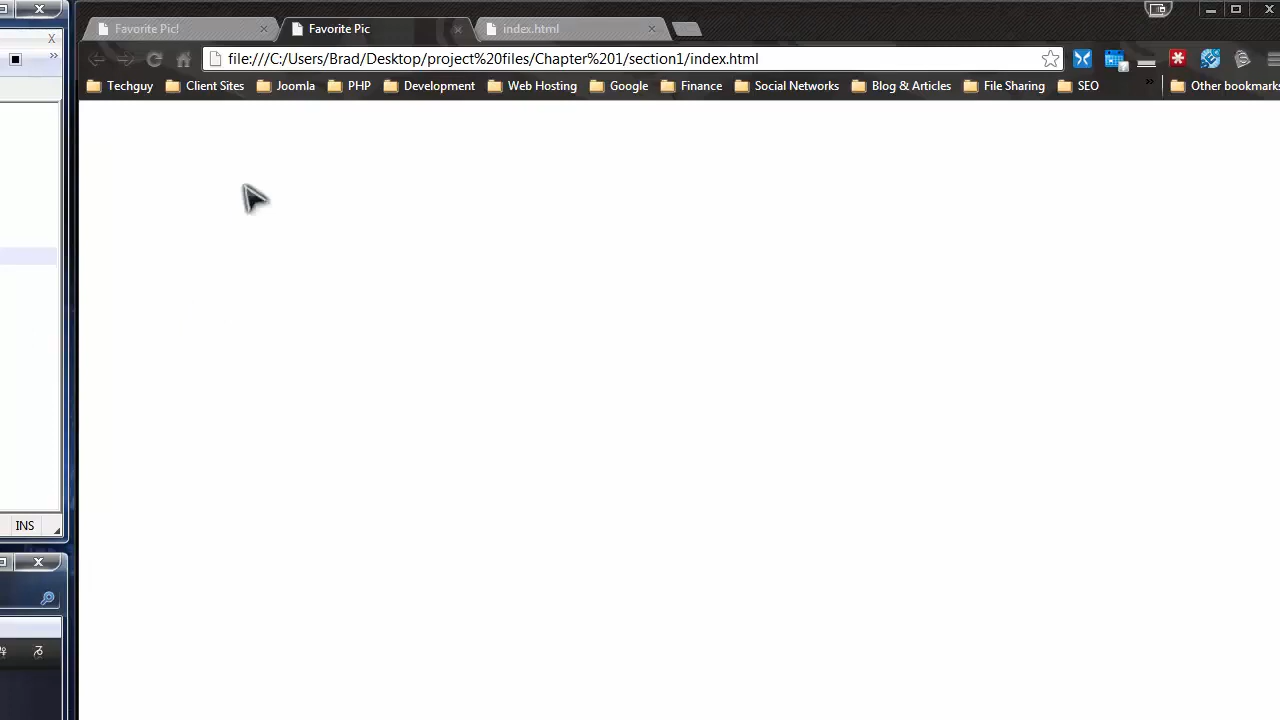 Favorite Pic!
Favorite Pic
index.html
file:///C:/Users/Brad/Desktop/project%20files/Chapter%201/section1/index.html
Techguy
Client Sites
Joomla
PHP
Development
Web Hosting
Google
Finance
Social Networks
Blog & Articles
File Sharing
SEO
»
Other bookmarks
INS